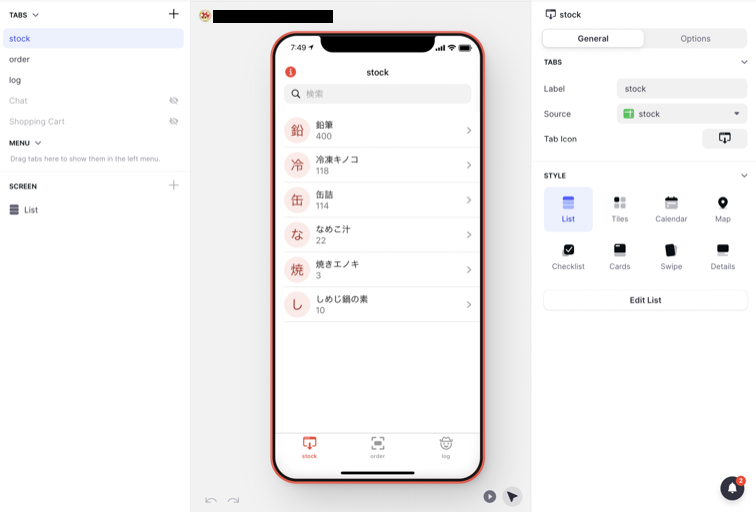 TABS
stock
order
log
Chat
Shopping Cart
MENU
Drag tabs here to show them in the left menu.
SCREEN
List
7:49
stock
検索
鉛
鉛筆
400
冷
冷凍キノコ
118
缶
缶詰
114
な
なめこ汁
22
焼
焼きエノキ
3
し
しめじ鍋の素
10
stock
order
log
stock
General
Options
TABS
Label
stock
Source
stock
Tab Icon
STYLE
List
Tiles
Calendar
Map
Checklist
Cards
Swipe
Details
Edit List
2